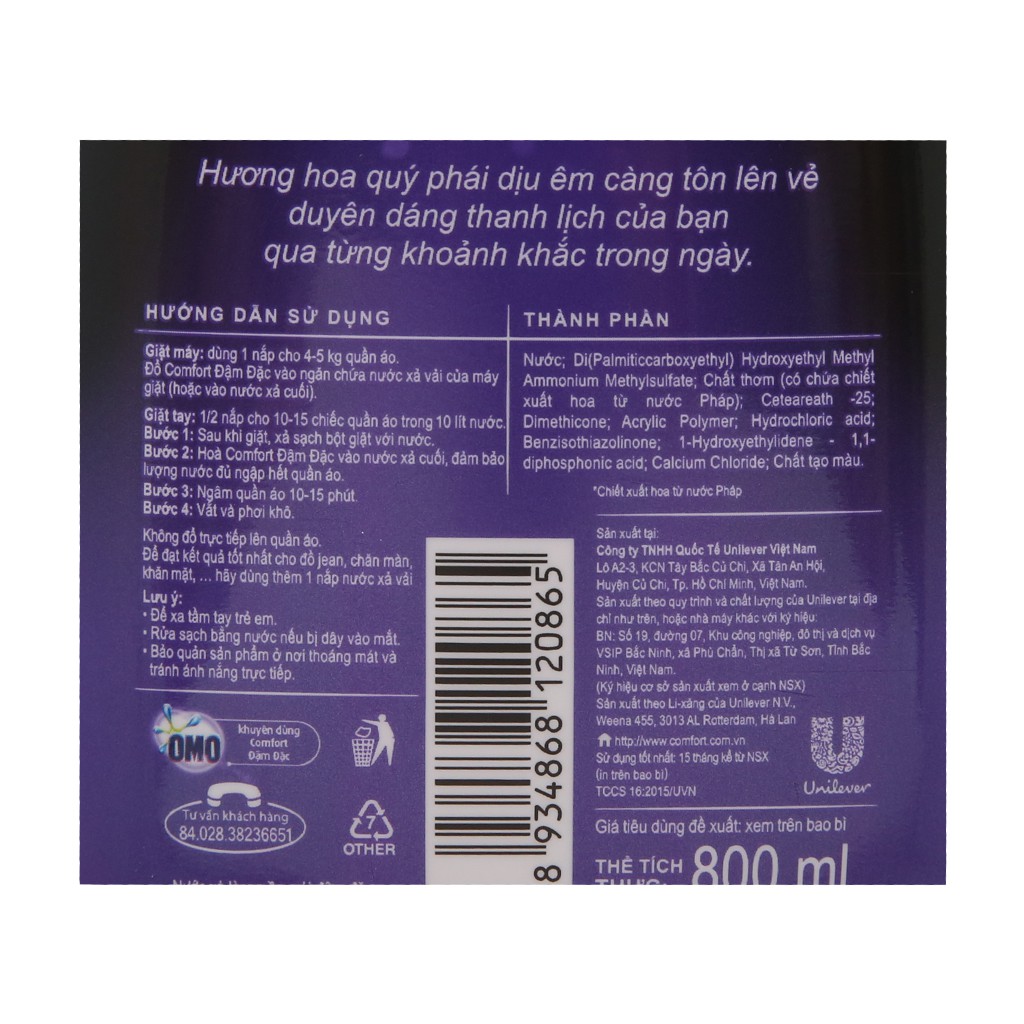 Hương hoa quý phái dịu êm càng tôn lên vẻ
duyên dáng thanh lịch của bạn
qua từng khoảnh khắc trong ngày.
HƯỚNG DẪN SỬ DỤNG
Giặt máy: dùng 1 nắp cho 4-5 kg quần áo.
Đổ Comfort Đậm Đặc vào ngăn chứa nước xả vải của máy
giặt (hoặc vào nước xả cuối).
Giặt tay: 1/2 nắp cho 10-15 chiếc quần áo trong 10 lít nước.
Bước 1: Sau khi giặt, xả sạch bột giặt với nước.
Bước 2: Hoà Comfort Đậm Đặc vào nước xả cuối, đảm bảo
lượng nước đủ ngập hết quần áo.
Bước 3: Ngâm quần áo 10-15 phút.
Bước 4: Vắt và phơi khô.
Không đổ trực tiếp lên quần áo.
Để đạt kết quả tốt nhất cho đồ jean, chăn màn,
khăn mặt, ... hãy dùng thêm 1 nắp nước xả vải
Lưu ý:
• Để xa tầm tay trẻ em.
• Rửa sạch bằng nước nếu bị dây vào mắt.
• Bảo quản sản phẩm ở nơi thoáng mát và
tránh ánh nắng trực tiếp.
OMO
khuyên dùng
Comfort
Đậm Đặc
Tư vấn khách hàng
84.028.38236651
7
OTHER
8 934868 120865
THÀNH PHẦN
Nước; Di(Palmiticcarboxyethyl) Hydroxyethyl Methyl
Ammonium Methylsulfate; Chất thơm (có chứa chiết
xuất hoa từ nước Pháp); Ceteareath -25;
Dimethicone; Acrylic Polymer; Hydrochloric acid;
Benzisothiazolinone; 1-Hydroxyethylidene - 1,1-
diphosphonic acid; Calcium Chloride; Chất tạo màu.
*Chiết xuất hoa từ nước Pháp
Sản xuất tại:
Công ty TNHH Quốc Tế Unilever Việt Nam
Lô A2-3, KCN Tây Bắc Củ Chi, Xã Tân An Hội,
Huyện Củ Chi, Tp. Hồ Chí Minh, Việt Nam.
Sản xuất theo quy trình và chất lượng của Unilever tại địa
chỉ như trên, hoặc nhà máy khác với ký hiệu:
BN: Số 19, đường 07, Khu công nghiệp, đô thị và dịch vụ
VSIP Bắc Ninh, xã Phù Chẩn, Thị xã Từ Sơn, Tỉnh Bắc
Ninh, Việt Nam.
(Ký hiệu cơ sở sản xuất xem ở cạnh NSX)
Sản xuất theo Li-xăng của Unilever N.V.,
Weena 455, 3013 AL Rotterdam, Hà Lan
http://www.comfort.com.vn
Sử dụng tốt nhất: 15 tháng kể từ NSX
(in trên bao bì)
TCCS 16:2015/UVN
Unilever
Giá tiêu dùng đề xuất: xem trên bao bì
THỂ TÍCH
THỰC: 800 ml